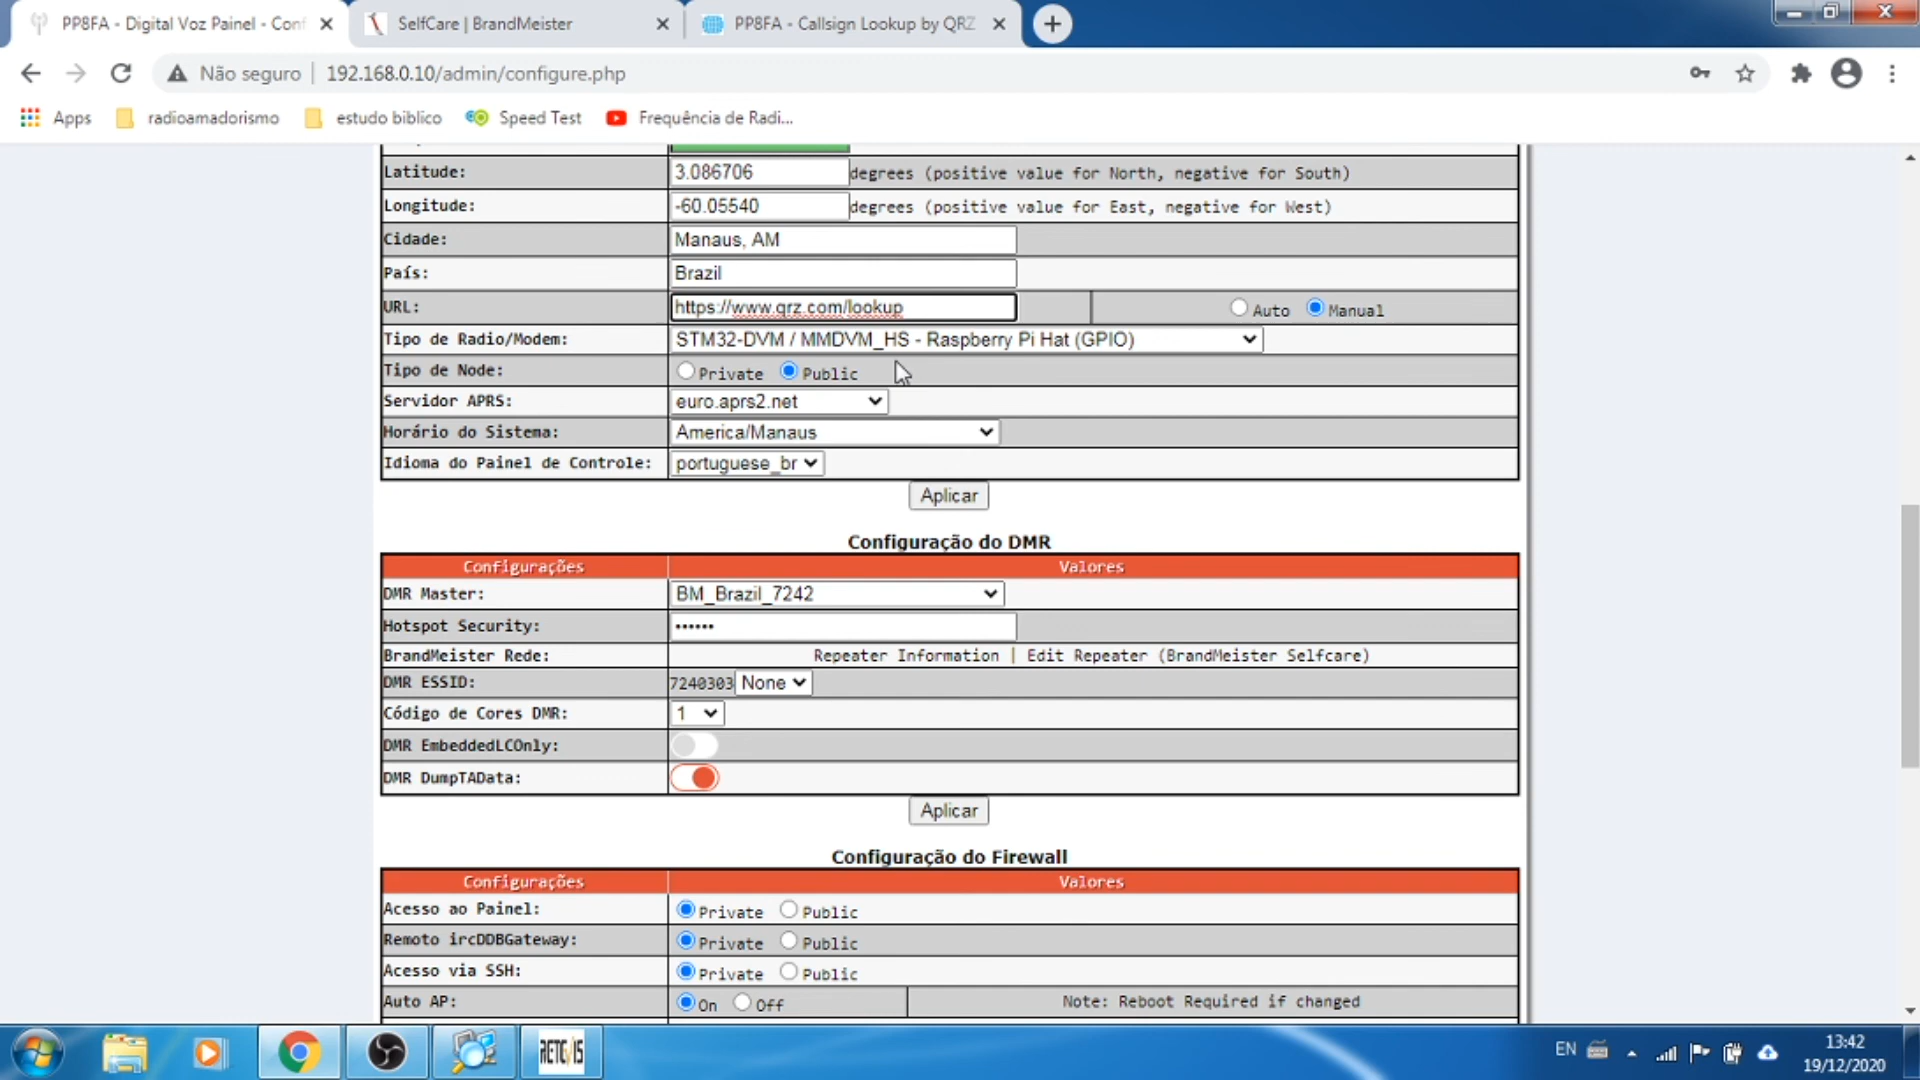 PP8FA - Digital Voz Painel - Conf
SelfCare | BrandMeister
PP8FA - Callsign Lookup by QRZ
Não seguro
192.168.0.10/admin/configure.php
Apps
radioamadorismo
estudo biblico
Speed Test
Frequência de Radi...
Latitude: 3.086706 degrees (positive value for North, negative for South)
Longitude: -60.05540 degrees (positive value for East, negative for West)
Cidade: Manaus, AM
País: Brazil
URL: https://www.qrz.com/lookup Auto Manual
Tipo de Radio/Modem: STM32-DVM / MMDVM_HS - Raspberry Pi Hat (GPIO)
Tipo de Node: Private Public
Servidor APRS: euro.aprs2.net
Horário do Sistema: America/Manaus
Idioma do Painel de Controle: portuguese_br
Aplicar
Configuração do DMR
Configurações Valores
DMR Master: BM_Brazil_7242
Hotspot Security: ••••••
BrandMeister Rede: Repeater Information | Edit Repeater (BrandMeister Selfcare)
DMR ESSID: 7240303 None
Código de Cores DMR: 1
DMR EmbeddedLCOnly:
DMR DumpTAData:
Aplicar
Configuração do Firewall
Configurações Valores
Acesso ao Painel: Private Public
Remoto ircDDBGateway: Private Public
Acesso via SSH: Private Public
Auto AP: On Off Note: Reboot Required if changed
RETEVIS
EN
13:42
19/12/2020